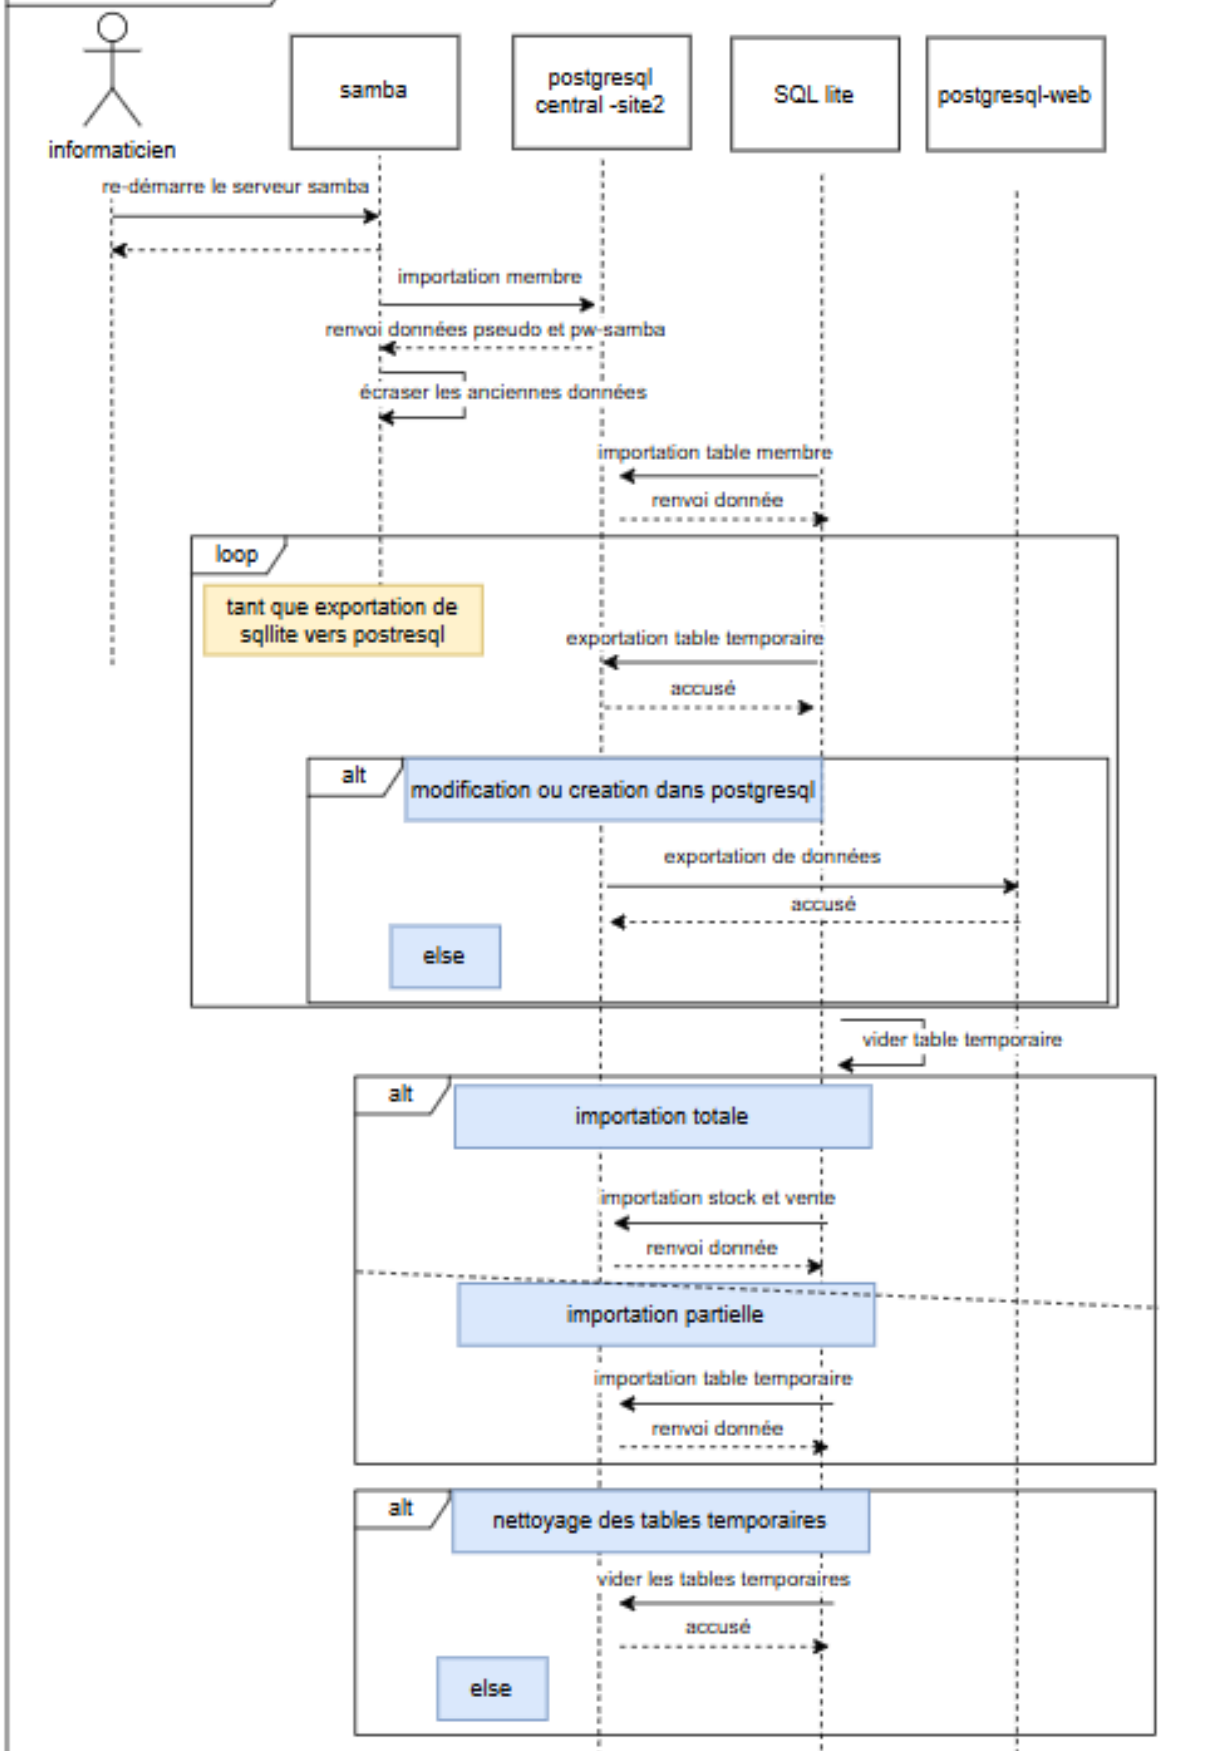 informaticien
samba
postgresql
central -site2
SQL lite
postgresql-web
re-démarre le serveur samba
importation membre
renvoi données pseudo et pw-samba
écraser les anciennes données
importation table membre
renvoi donnée
loop
tant que exportation de
sqllite vers postresql
exportation table temporaire
accusé
alt
modification ou creation dans postgresql
exportation de données
accusé
else
vider table temporaire
alt
importation totale
importation stock et vente
renvoi donnée
importation partielle
importation table temporaire
renvoi donnée
alt
nettoyage des tables temporaires
vider les tables temporaires
accusé
else